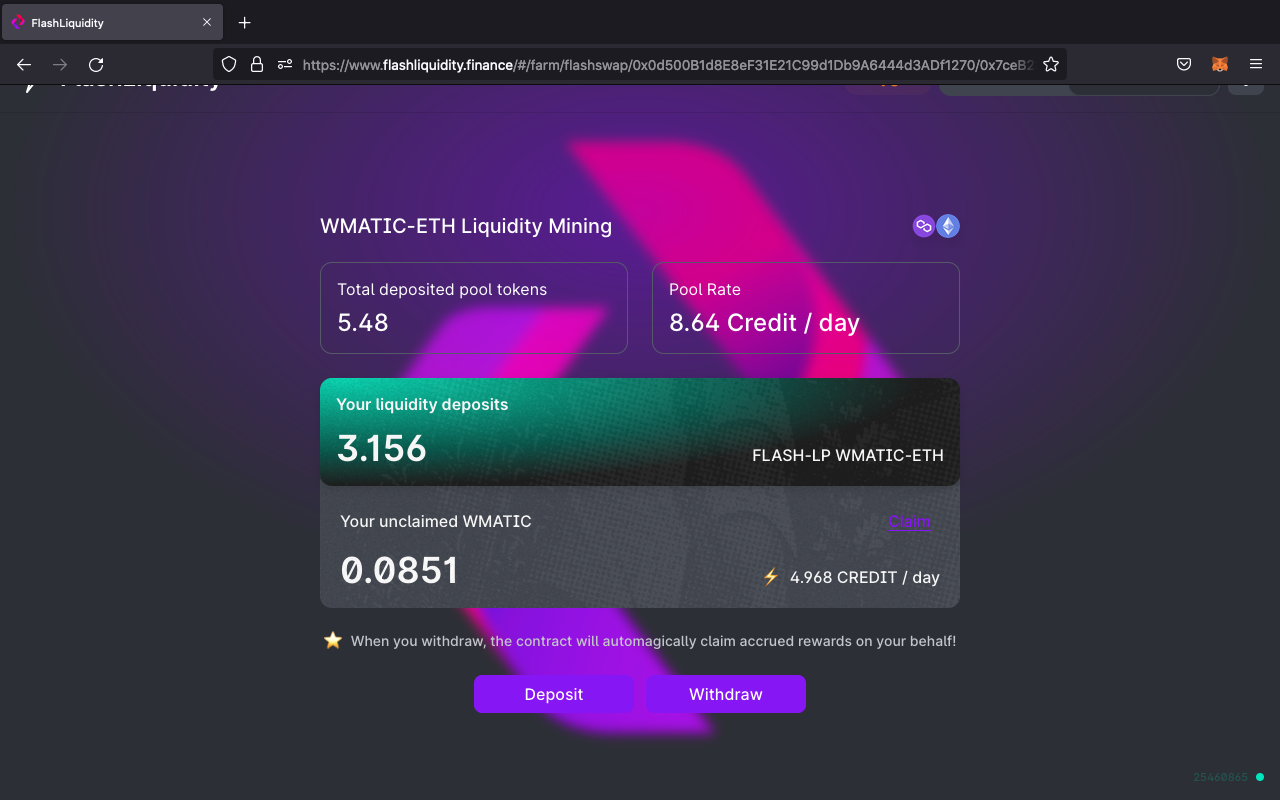 FlashLiquidity
https://www.flashliquidity.finance/#/farm/flashswap/0x0d500B1d8E8eF31E21C99d1Db9A6444d3ADf1270/0x7ceB2
FlashLiquidity
WMATIC-ETH Liquidity Mining
Total deposited pool tokens
5.48
Pool Rate
8.64 Credit / day
Your liquidity deposits
3.156
FLASH-LP WMATIC-ETH
Your unclaimed WMATIC
Claim
0.0851
⚡ 4.968 CREDIT / day
⭐ When you withdraw, the contract will automagically claim accrued rewards on your behalf!
Deposit
Withdraw
25460865